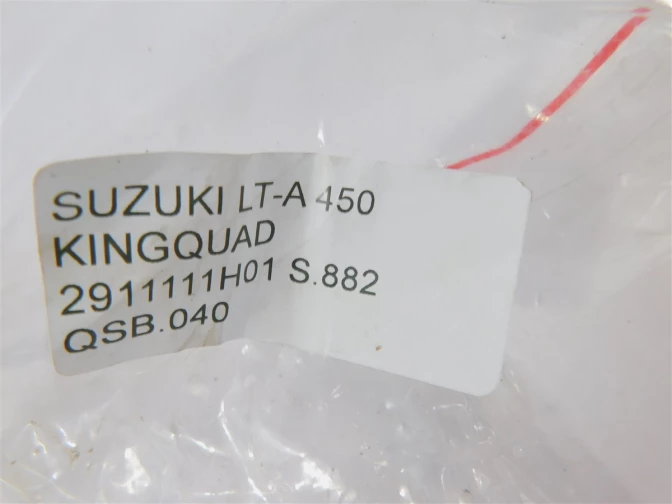 SUZUKI LT-A 450
KINGQUAD
2911111H01 S.882
QSB.040